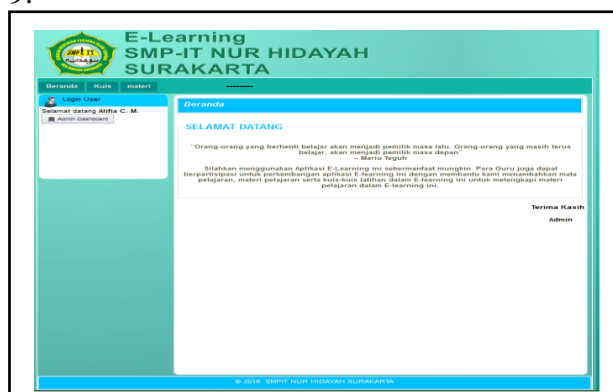 E-Learning
SMP-IT NUR HIDAYAH
SURAKARTA
SMP IT
Beranda Kuis materi
Login User
Selamat datang Alifia C. M.
Admin Dashboard
Beranda
SELAMAT DATANG
"Orang-orang yang berhenti belajar akan menjadi pemilik masa lalu. Orang-orang yang masih terus
belajar, akan menjadi pemilik masa depan"
– Mario Teguh
Silahkan menggunakan Aplikasi E-Learning ini sebermanfaat mungkin. Para Guru juga dapat
berpartisipasi untuk perkembangan aplikasi E-learning ini dengan membantu kami menambahkan mata
pelajaran, materi pelajaran serta kuis-kuis latihan dalam E-learning ini untuk melengkapi materi
pelajaran dalam E-learning ini.
Terima Kasih
Admin
© 2016. SMPIT NUR HIDAYAH SURAKARTA